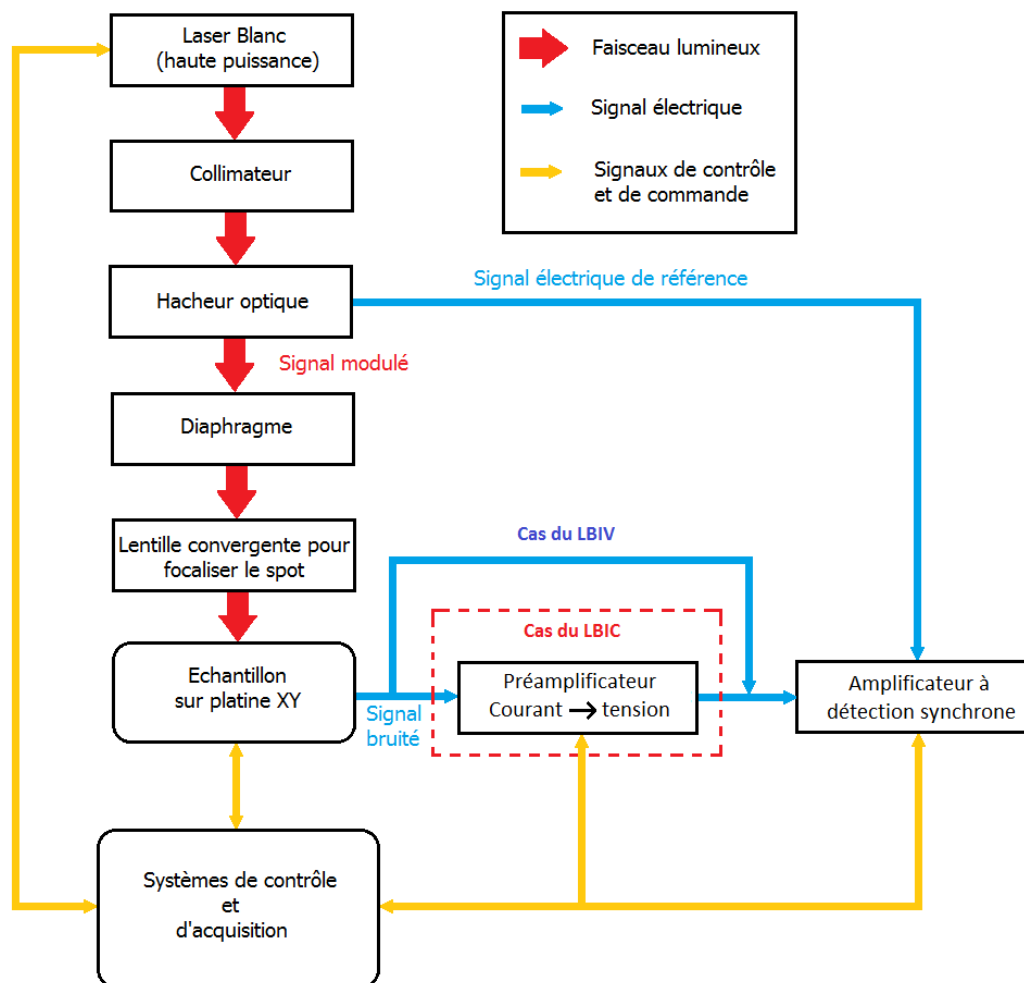 Laser Blanc
(haute puissance)
Faisceau lumineux
Signal électrique
Signaux de contrôle
et de commande
Collimateur
Hacheur optique
Signal électrique de référence
Signal modulé
Diaphragme
Lentille convergente pour
focaliser le spot
Cas du LBIV
Cas du LBIC
Echantillon
sur platine XY
Signal
bruité
Préamplificateur
Courant → tension
Amplificateur à
détection synchrone
Systèmes de contrôle
et
d'acquisition